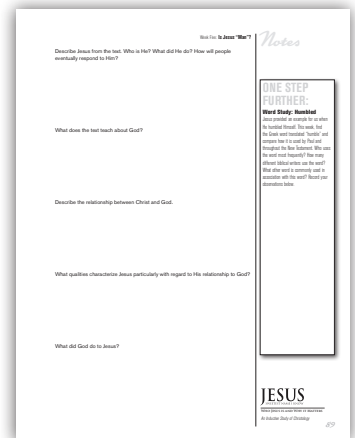 Week Five: Is Jesus "Man"?
Notes
Describe Jesus from the text. Who is He? What did He do? How will people
eventually respond to Him?
What does the text teach about God?
Describe the relationship between Christ and God.
What qualities characterize Jesus particularly with regard to His relationship to God?
What did God do to Jesus?
ONE STEP
FURTHER:
Word Study: Humbled
Jesus provided an example for us when
He humbled Himself. This week, find
the Greek word translated "humble" and
compare how it is used by Paul and
throughout the New Testament. Who uses
the word most frequently? How many
different biblical writers use the word?
What other word is commonly used in
association with this word? Record your
observations below.
JESUS
An Inductive Study of Christology